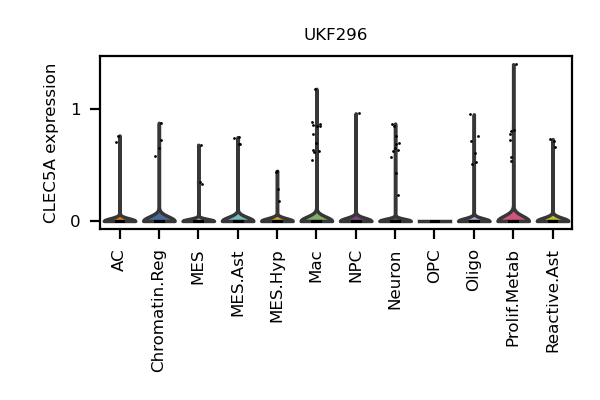 UKF296
CLEC5A expression
1
0
AC
Chromatin.Reg
MES
MES.Ast
MES.Hyp
Mac
NPC
Neuron
OPC
Oligo
Prolif.Metab
Reactive.Ast